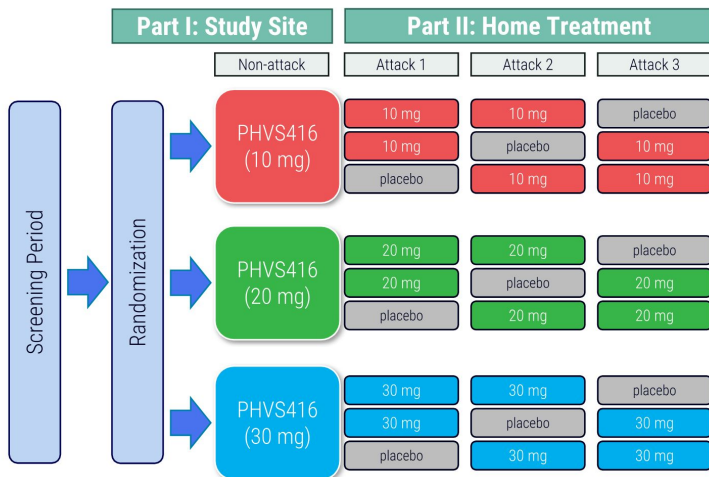 Part I: Study Site
Part II: Home Treatment
Non-attack
Attack 1
Attack 2
Attack 3
Screening Period
Randomization
PHVS416
(10 mg)
10 mg
10 mg
placebo
10 mg
placebo
10 mg
placebo
10 mg
10 mg
PHVS416
(20 mg)
20 mg
20 mg
placebo
20 mg
placebo
20 mg
placebo
20 mg
20 mg
PHVS416
(30 mg)
30 mg
30 mg
placebo
30 mg
placebo
30 mg
placebo
30 mg
30 mg